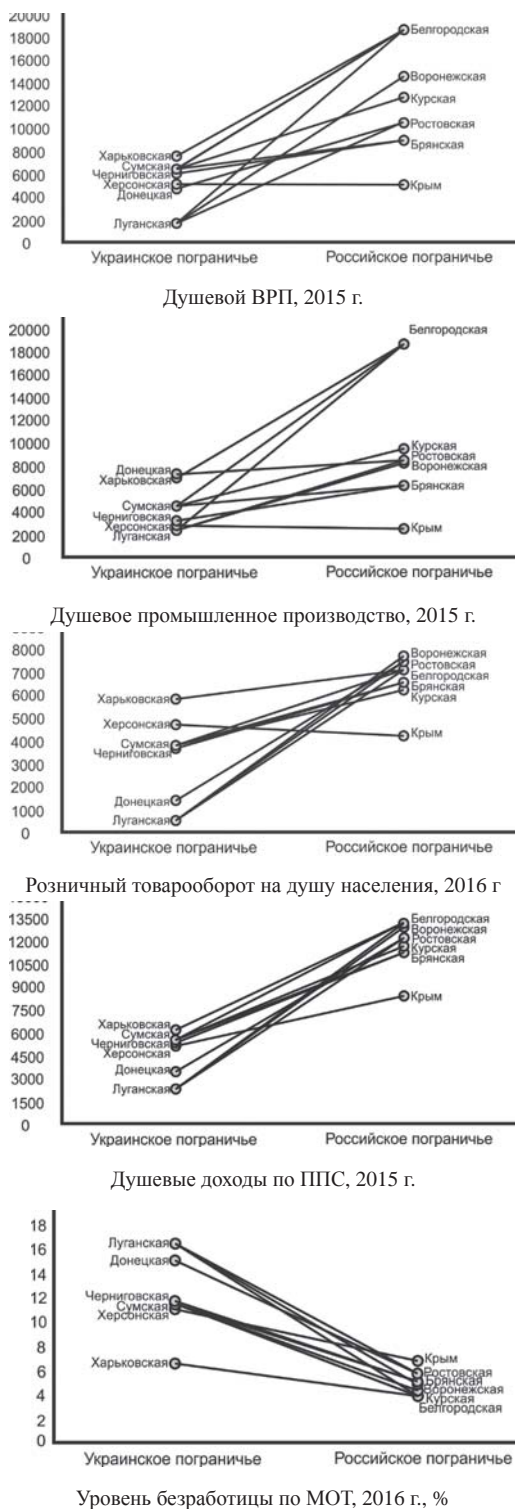 20000
18000
16000
14000
12000
10000
8000
6000
4000
2000
0
Харьковская
Сумская
Черниговская
Херсонская
Донецкая
Луганская
Белгородская
Воронежская
Курская
Ростовская
Брянская
Крым
Украинское пограничье Российское пограничье
Душевой ВРП, 2015 г.
20000
18000
16000
14000
12000
10000
8000
6000
4000
2000
0
Донецкая
Харьковская
Сумская
Черниговская
Херсонская
Луганская
Белгородская
Курская
Ростовская
Воронежская
Брянская
Крым
Украинское пограничье Российское пограничье
Душевое промышленное производство, 2015 г.
8000
7000
6000
5000
4000
3000
2000
1000
0
Харьковская
Херсонская
Сумская
Черниговская
Донецкая
Луганская
Воронежская
Ростовская
Белгородская
Брянская
Курская
Крым
Украинское пограничье Российское пограничье
Розничный товарооборот на душу населения, 2016 г
13500
12000
10500
9000
7500
6000
4500
3000
1500
0
Харьковская
Сумская
Черниговская
Херсонская
Донецкая
Луганская
Белгородская
Воронежская
Ростовская
Курская
Брянская
Крым
Украинское пограничье Российское пограничье
Душевые доходы по ППС, 2015 г.
18
16
14
12
10
8
6
4
2
0
Луганская
Донецкая
Черниговская
Сумская
Херсонская
Харьковская
Крым
Ростовская
Брянская
Воронежская
Курская
Белгородская
Украинское пограничье Российское пограничье
Уровень безработицы по МОТ, 2016 г., %